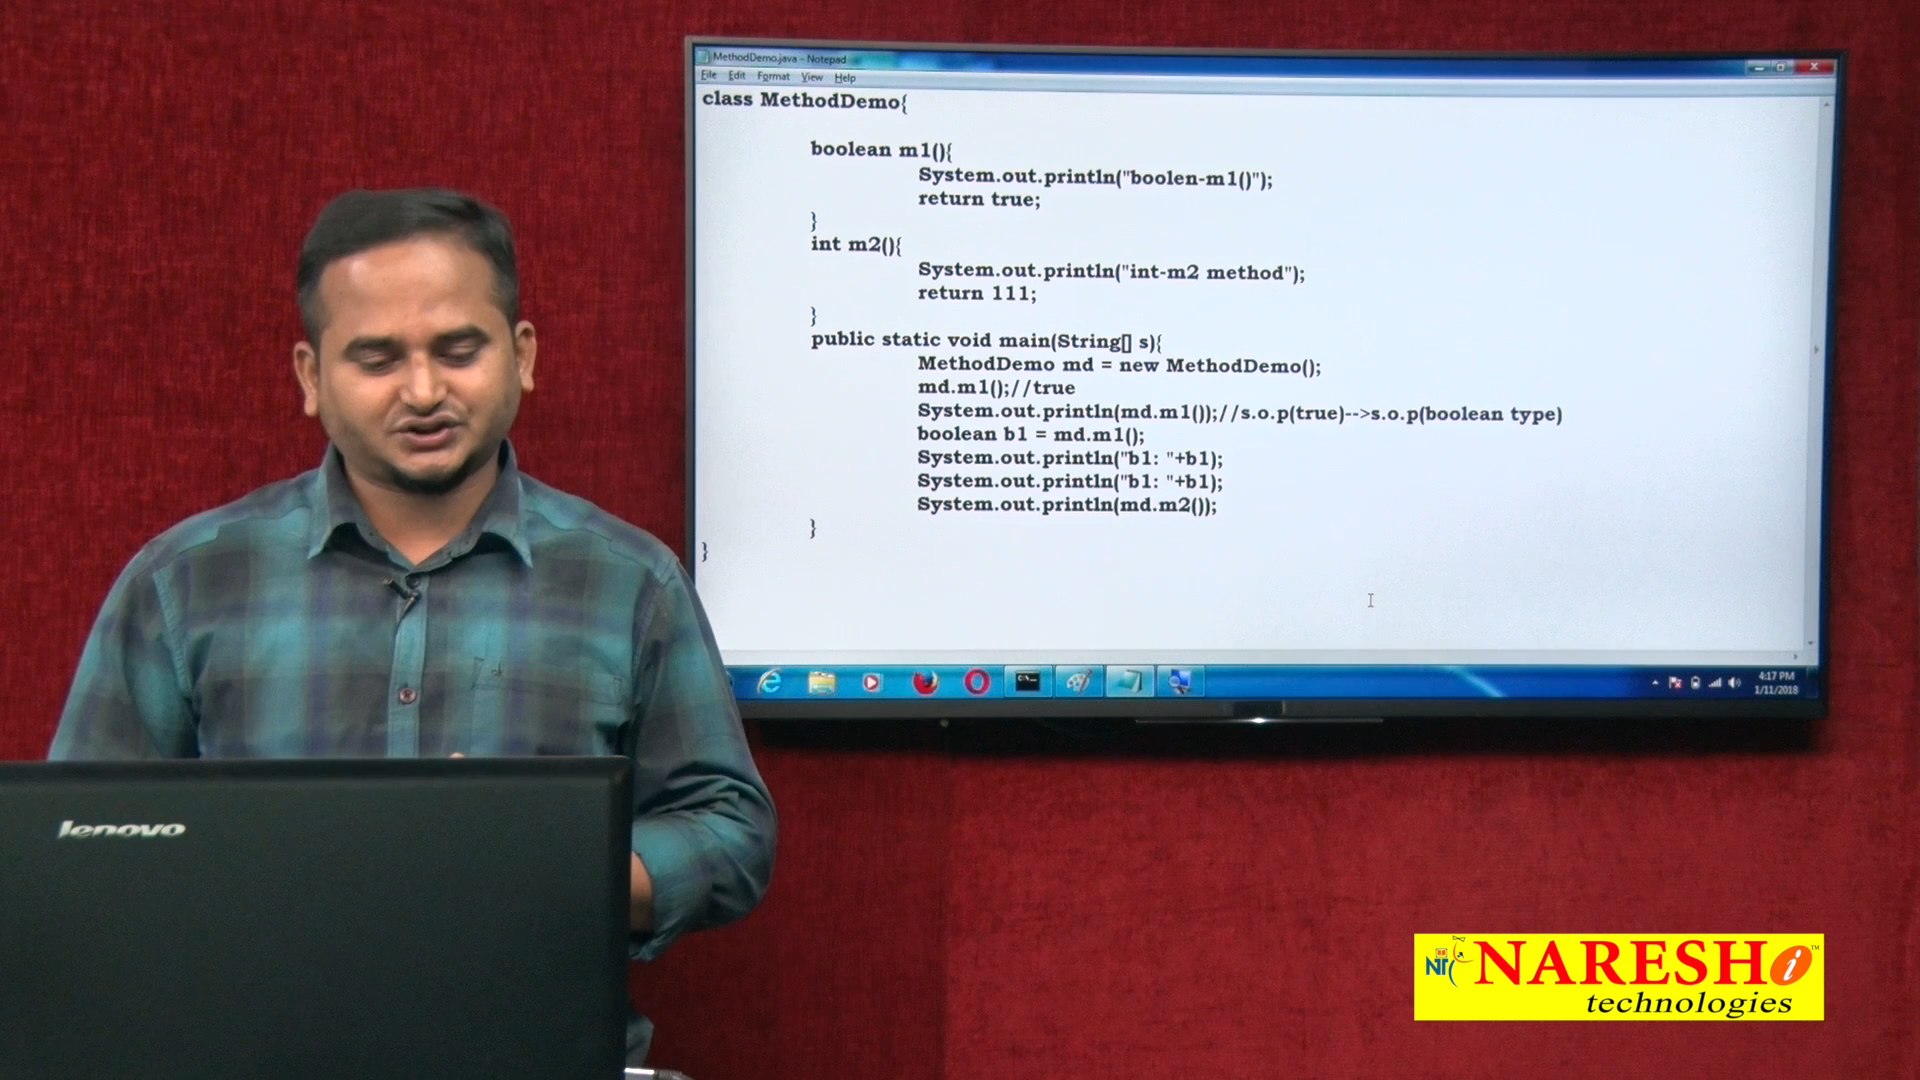 MethodDemo.java - Notepad
File Edit Format View Help
class MethodDemo{
boolean m1(){
System.out.println("boolen-m1()");
return true;
}
int m2(){
System.out.println("int-m2 method");
return 111;
}
public static void main(String[] s){
MethodDemo md = new MethodDemo();
md.m1();//true
System.out.println(md.m1());//s.o.p(true)-->s.o.p(boolean type)
boolean b1 = md.m1();
System.out.println("b1: "+b1);
System.out.println("b1: "+b1);
System.out.println(md.m2());
}
}
4:17 PM
1/11/2018
lenovo
NARESH i ™
technologies